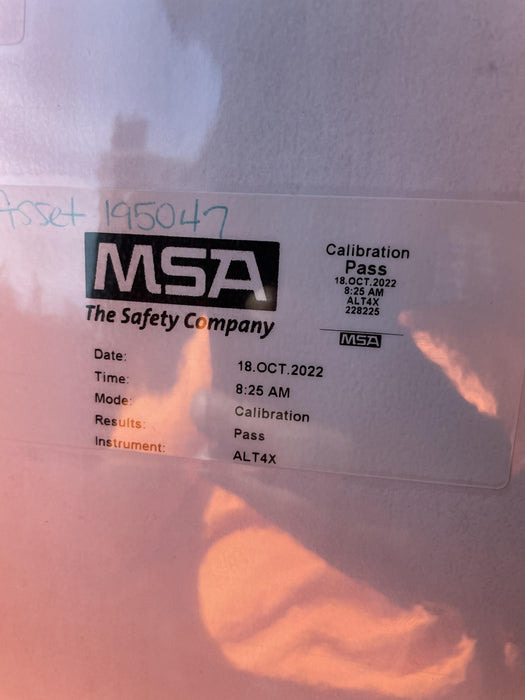 Asset 195047
MSA
The Safety Company
Date: 18.OCT.2022
Time: 8:25 AM
Mode: Calibration
Results: Pass
Instrument: ALT4X
Calibration
Pass
18.OCT.2022
8:25 AM
ALT4X
228225
MSA